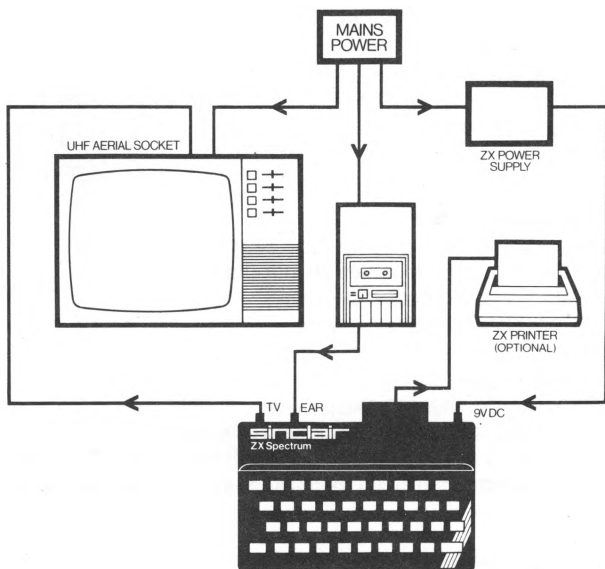 MAINS
POWER
UHF AERIAL SOCKET
ZX POWER
SUPPLY
ZX PRINTER
(OPTIONAL)
TV
EAR
9V DC
sinclair
ZX Spectrum